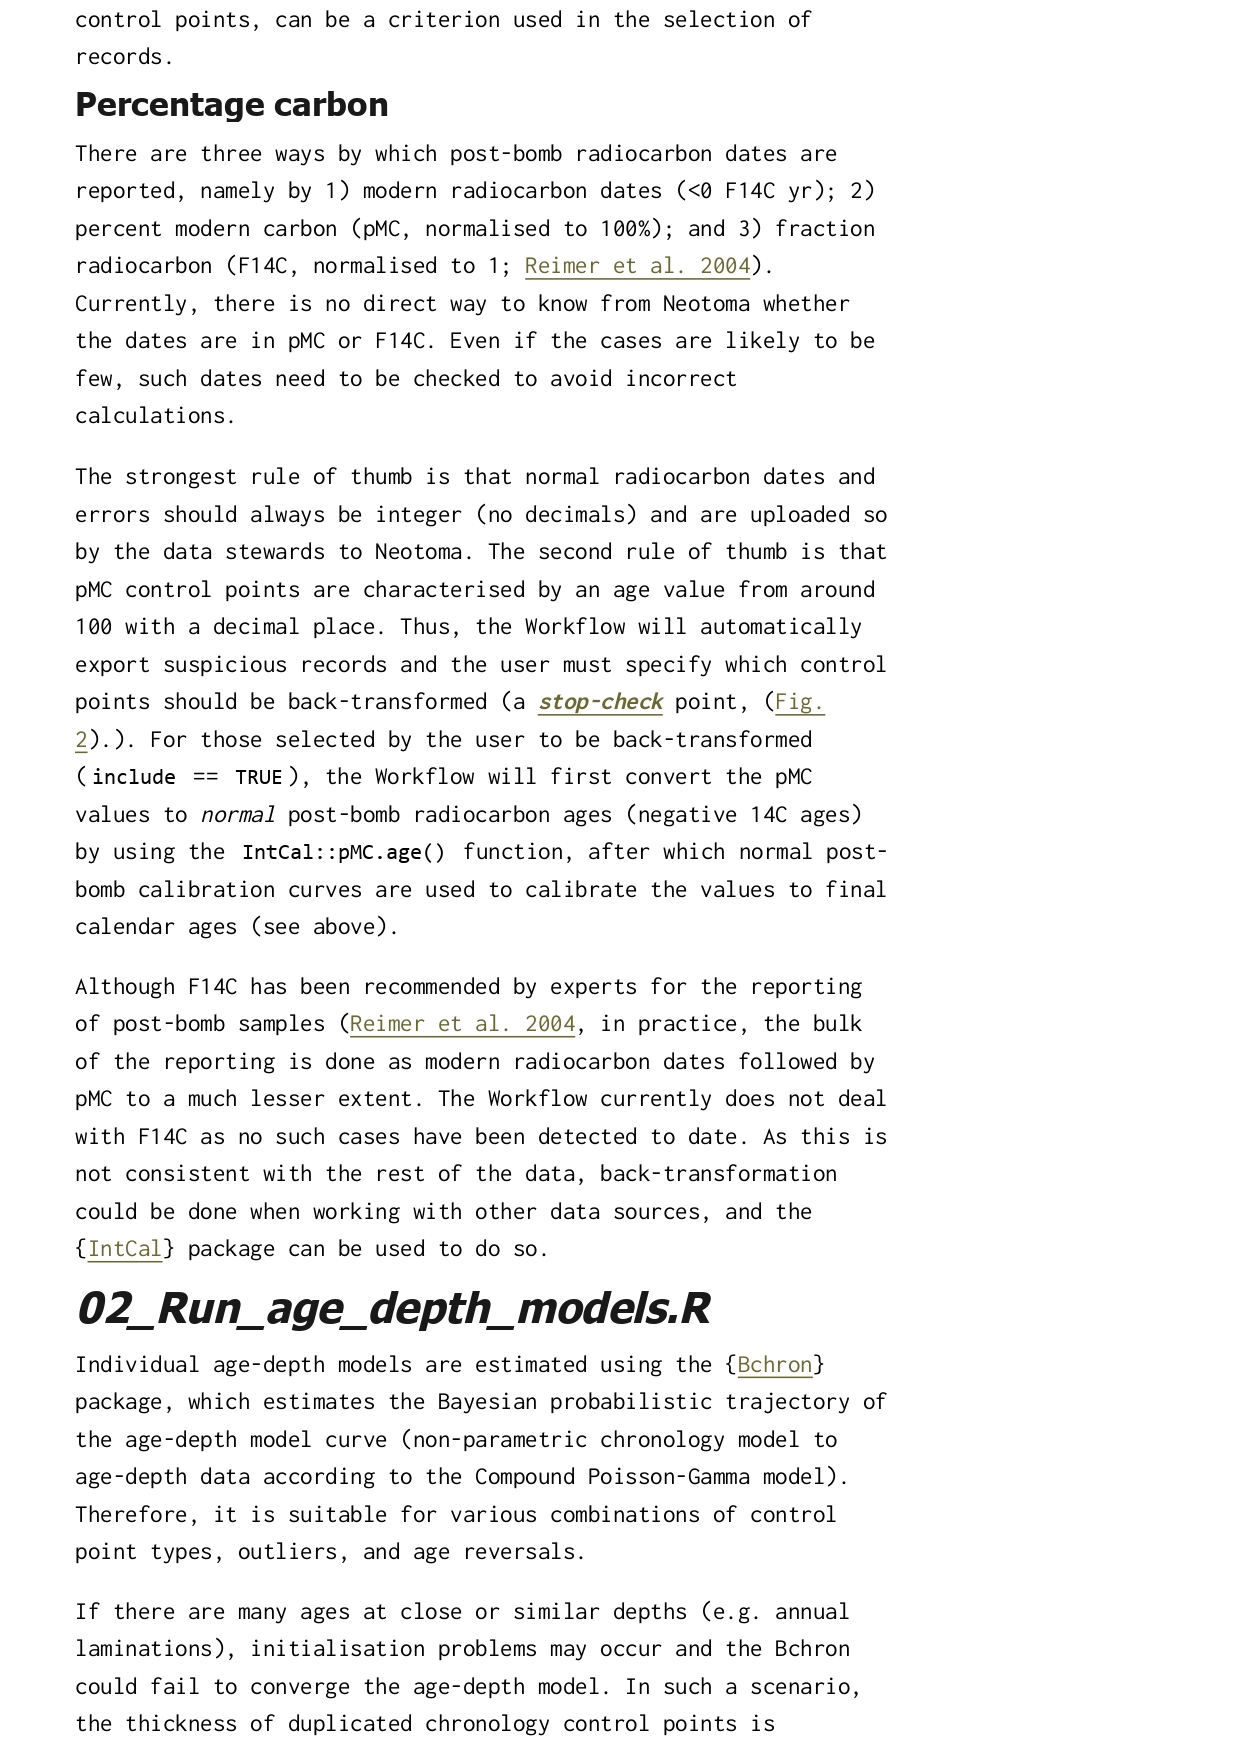 control points, can be a criterion used in the selection of
records.
Percentage carbon
There are three ways by which post-bomb radiocarbon dates are
reported, namely by 1) modern radiocarbon dates (<0 F14C yr); 2)
percent modern carbon (pMC, normalised to 100%); and 3) fraction
radiocarbon (F14C, normalised to 1; Reimer et al. 2004).
Currently, there is no direct way to know from Neotoma whether
the dates are in pMC or F14C. Even if the cases are likely to be
few, such dates need to be checked to avoid incorrect
calculations.
The strongest rule of thumb is that normal radiocarbon dates and
errors should always be integer (no decimals) and are uploaded so
by the data stewards to Neotoma. The second rule of thumb is that
pMC control points are characterised by an age value from around
100 with a decimal place. Thus, the Workflow will automatically
export suspicious records and the user must specify which control
points should be back-transformed (a stop-check point, (Fig.
2).). For those selected by the user to be back-transformed
(include == TRUE), the Workflow will first convert the pMC
values to normal post-bomb radiocarbon ages (negative 14C ages)
by using the IntCal::pMC.age() function, after which normal post-
bomb calibration curves are used to calibrate the values to final
calendar ages (see above).
Although F14C has been recommended by experts for the reporting
of post-bomb samples (Reimer et al. 2004, in practice, the bulk
of the reporting is done as modern radiocarbon dates followed by
pMC to a much lesser extent. The Workflow currently does not deal
with F14C as no such cases have been detected to date. As this is
not consistent with the rest of the data, back-transformation
could be done when working with other data sources, and the
{IntCal} package can be used to do so.
02_Run_age_depth_models.R
Individual age-depth models are estimated using the {Bchron}
package, which estimates the Bayesian probabilistic trajectory of
the age-depth model curve (non-parametric chronology model to
age-depth data according to the Compound Poisson-Gamma model).
Therefore, it is suitable for various combinations of control
point types, outliers, and age reversals.
If there are many ages at close or similar depths (e.g. annual
laminations), initialisation problems may occur and the Bchron
could fail to converge the age-depth model. In such a scenario,
the thickness of duplicated chronology control points is